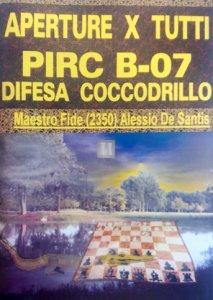 APERTURE X TUTTI
PIRC B-07
DIFESA COCCODRILLO
Maestro Fide (2350) Alessio De Santis